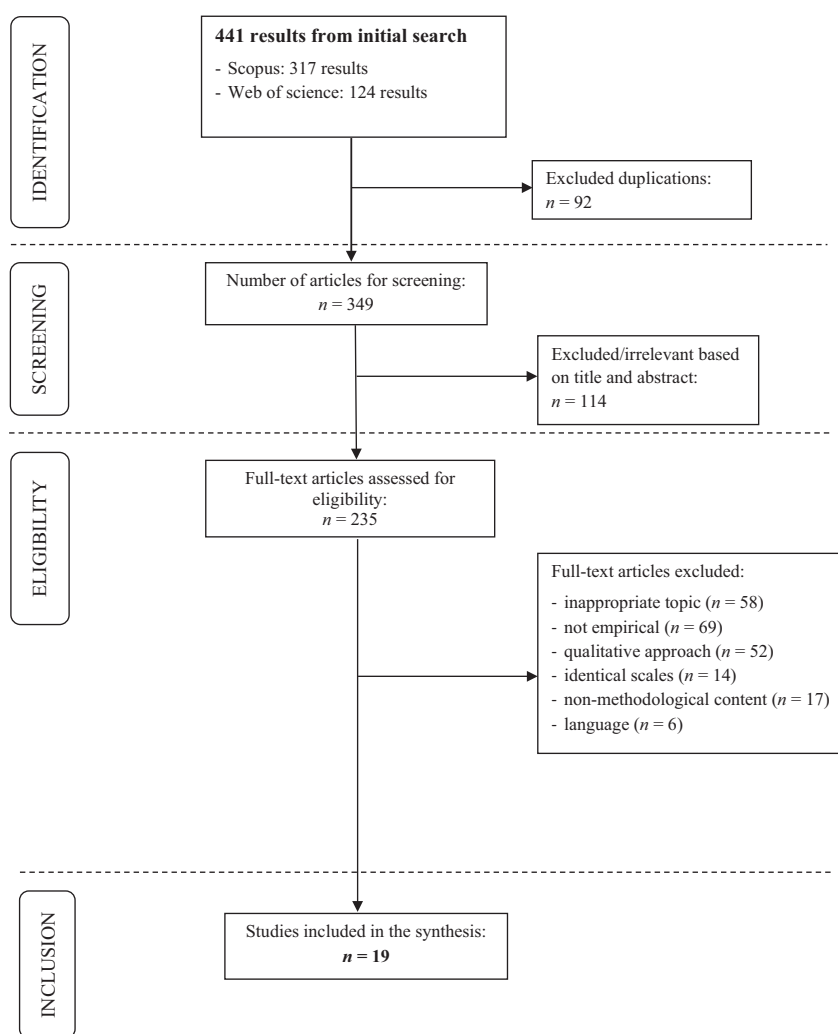 IDENTIFICATION
441 results from initial search
- Scopus: 317 results
- Web of science: 124 results
Excluded duplications:
n = 92
SCREENING
Number of articles for screening:
n = 349
Excluded/irrelevant based
on title and abstract:
n = 114
ELIGIBILITY
Full-text articles assessed for
eligibility:
n = 235
Full-text articles excluded:
- inappropriate topic (n = 58)
- not empirical (n = 69)
- qualitative approach (n = 52)
- identical scales (n = 14)
- non-methodological content (n = 17)
- language (n = 6)
INCLUSION
Studies included in the synthesis:
n = 19